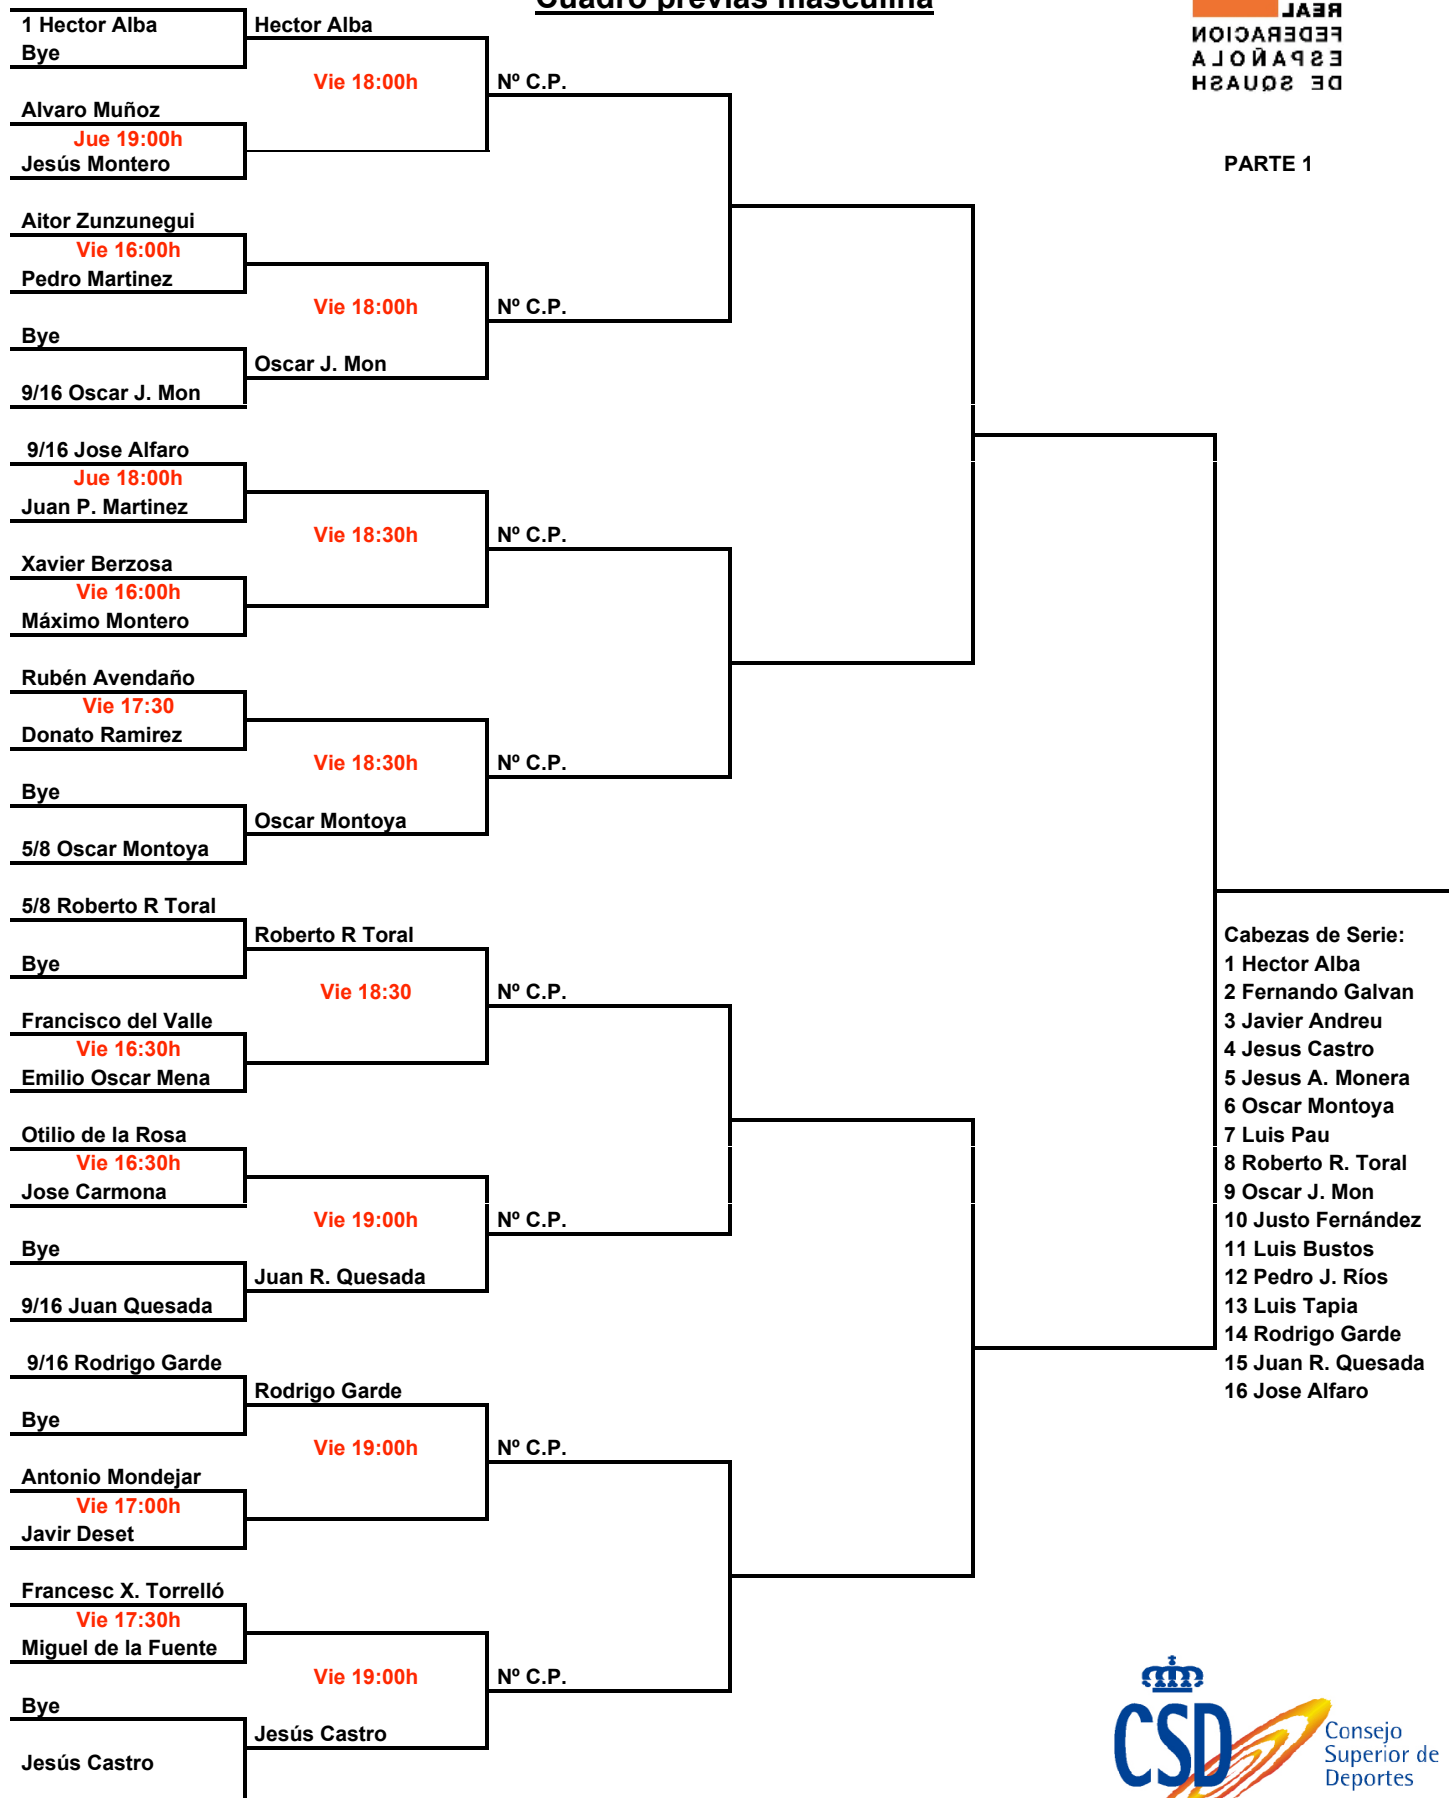 Cuadro previas masculina
REAL
FEDERACION
ESPAÑOLA
DE SQUASH
PARTE 1
1 Hector Alba
Hector Alba
Bye
Vie 18:00h
Nº C.P.
Alvaro Muñoz
Jue 19:00h
Jesús Montero
Aitor Zunzunegui
Vie 16:00h
Pedro Martinez
Vie 18:00h
Nº C.P.
Bye
Oscar J. Mon
9/16 Oscar J. Mon
9/16 Jose Alfaro
Jue 18:00h
Juan P. Martinez
Vie 18:30h
Nº C.P.
Xavier Berzosa
Vie 16:00h
Máximo Montero
Rubén Avendaño
Vie 17:30
Donato Ramirez
Vie 18:30h
Nº C.P.
Bye
Oscar Montoya
5/8 Oscar Montoya
5/8 Roberto R Toral
Roberto R Toral
Bye
Vie 18:30
Nº C.P.
Francisco del Valle
Vie 16:30h
Emilio Oscar Mena
Otilio de la Rosa
Vie 16:30h
Jose Carmona
Vie 19:00h
Nº C.P.
Bye
Juan R. Quesada
9/16 Juan Quesada
9/16 Rodrigo Garde
Rodrigo Garde
Bye
Vie 19:00h
Nº C.P.
Antonio Mondejar
Vie 17:00h
Javir Deset
Francesc X. Torrelló
Vie 17:30h
Miguel de la Fuente
Vie 19:00h
Nº C.P.
Bye
Jesús Castro
Jesús Castro
Cabezas de Serie:
1 Hector Alba
2 Fernando Galvan
3 Javier Andreu
4 Jesus Castro
5 Jesus A. Monera
6 Oscar Montoya
7 Luis Pau
8 Roberto R. Toral
9 Oscar J. Mon
10 Justo Fernández
11 Luis Bustos
12 Pedro J. Ríos
13 Luis Tapia
14 Rodrigo Garde
15 Juan R. Quesada
16 Jose Alfaro
CSD
Consejo
Superior de
Deportes